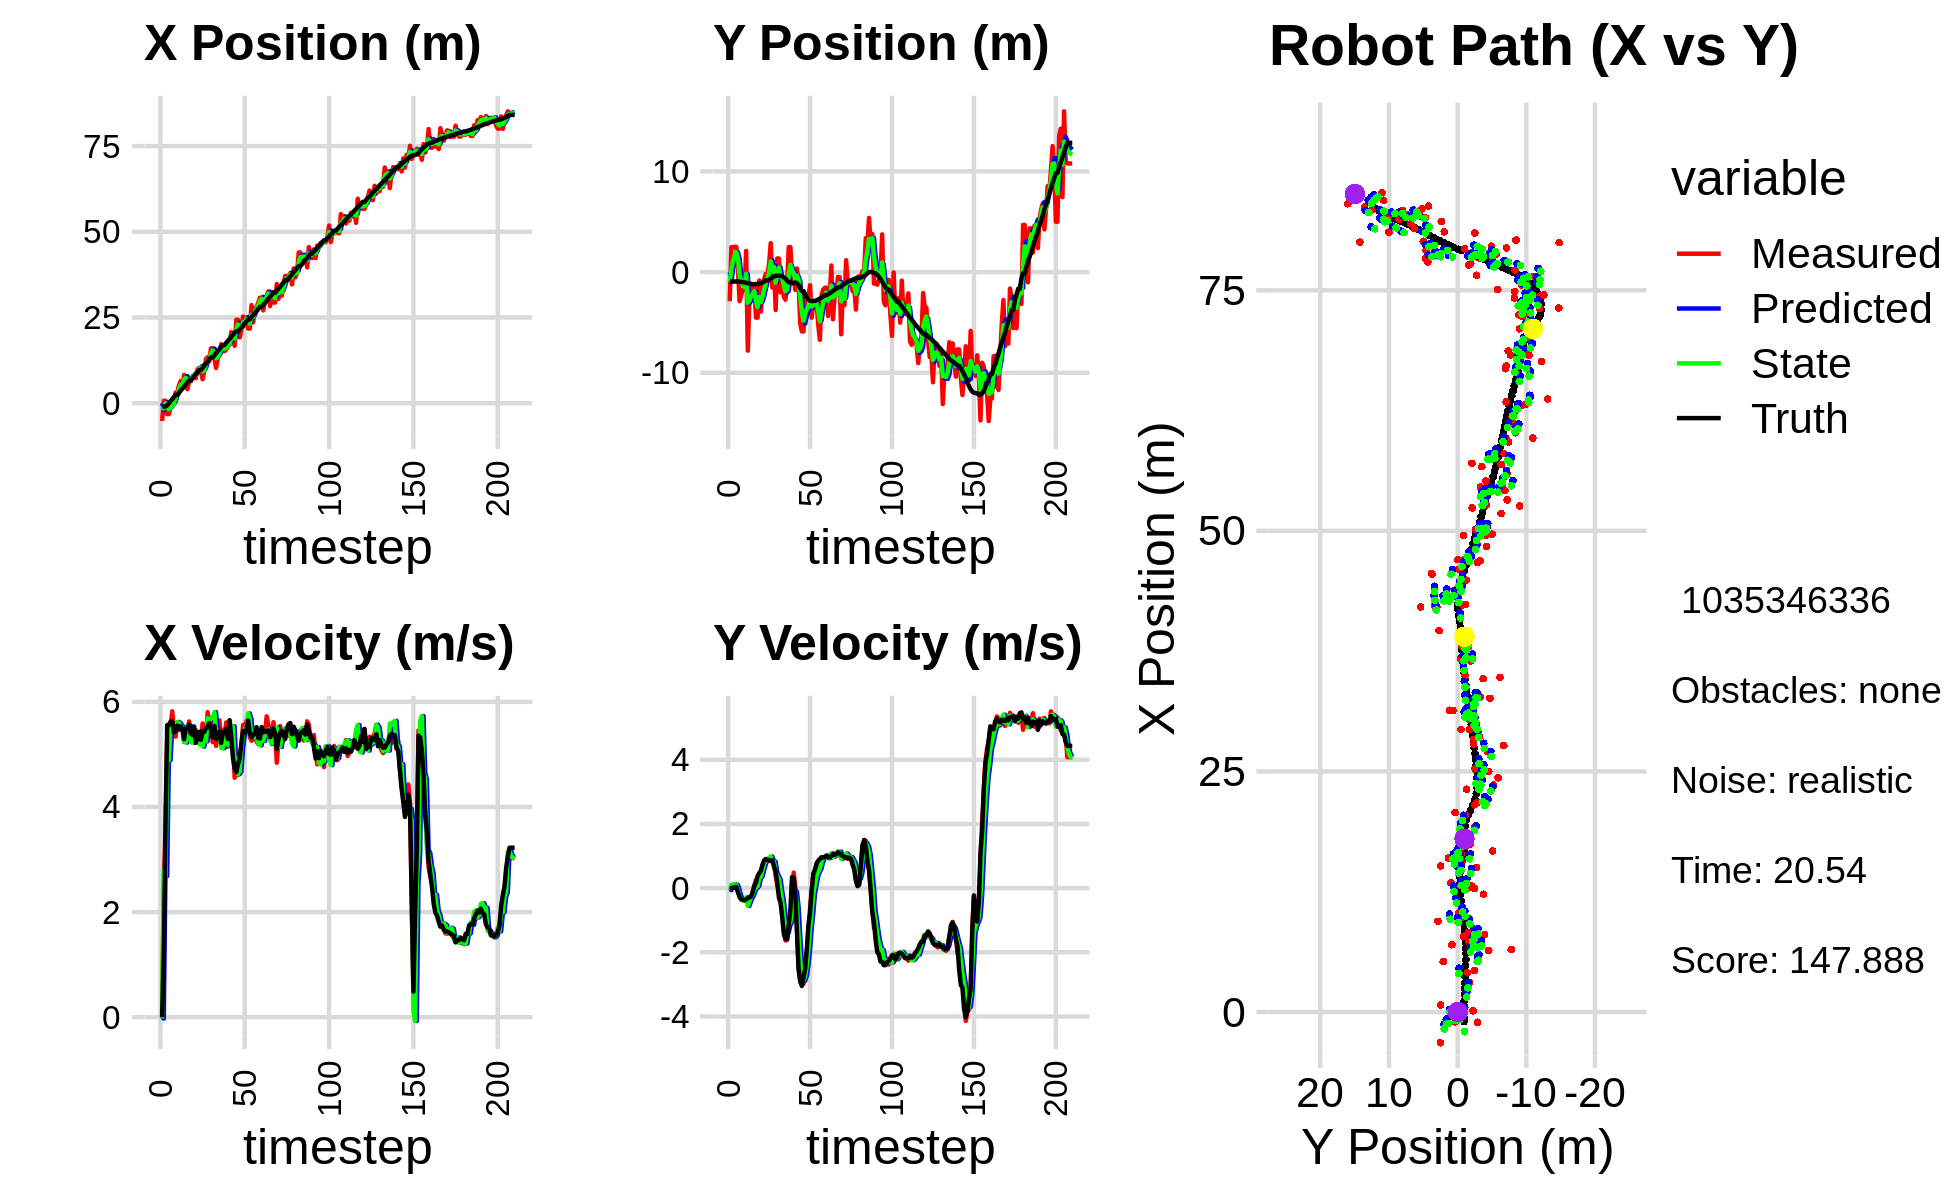 X Position (m)
75
50
25
0
0 50 100 150 200
timestep
Y Position (m)
10
0
-10
0 50 100 150 200
timestep
X Velocity (m/s)
6
4
2
0
0 50 100 150 200
timestep
Y Velocity (m/s)
4
2
0
-2
-4
0 50 100 150 200
timestep
Robot Path (X vs Y)
X Position (m)
75
50
25
0
20 10 0 -10 -20
Y Position (m)
variable
Measured
Predicted
State
Truth
1035346336
Obstacles: none
Noise: realistic
Time: 20.54
Score: 147.888